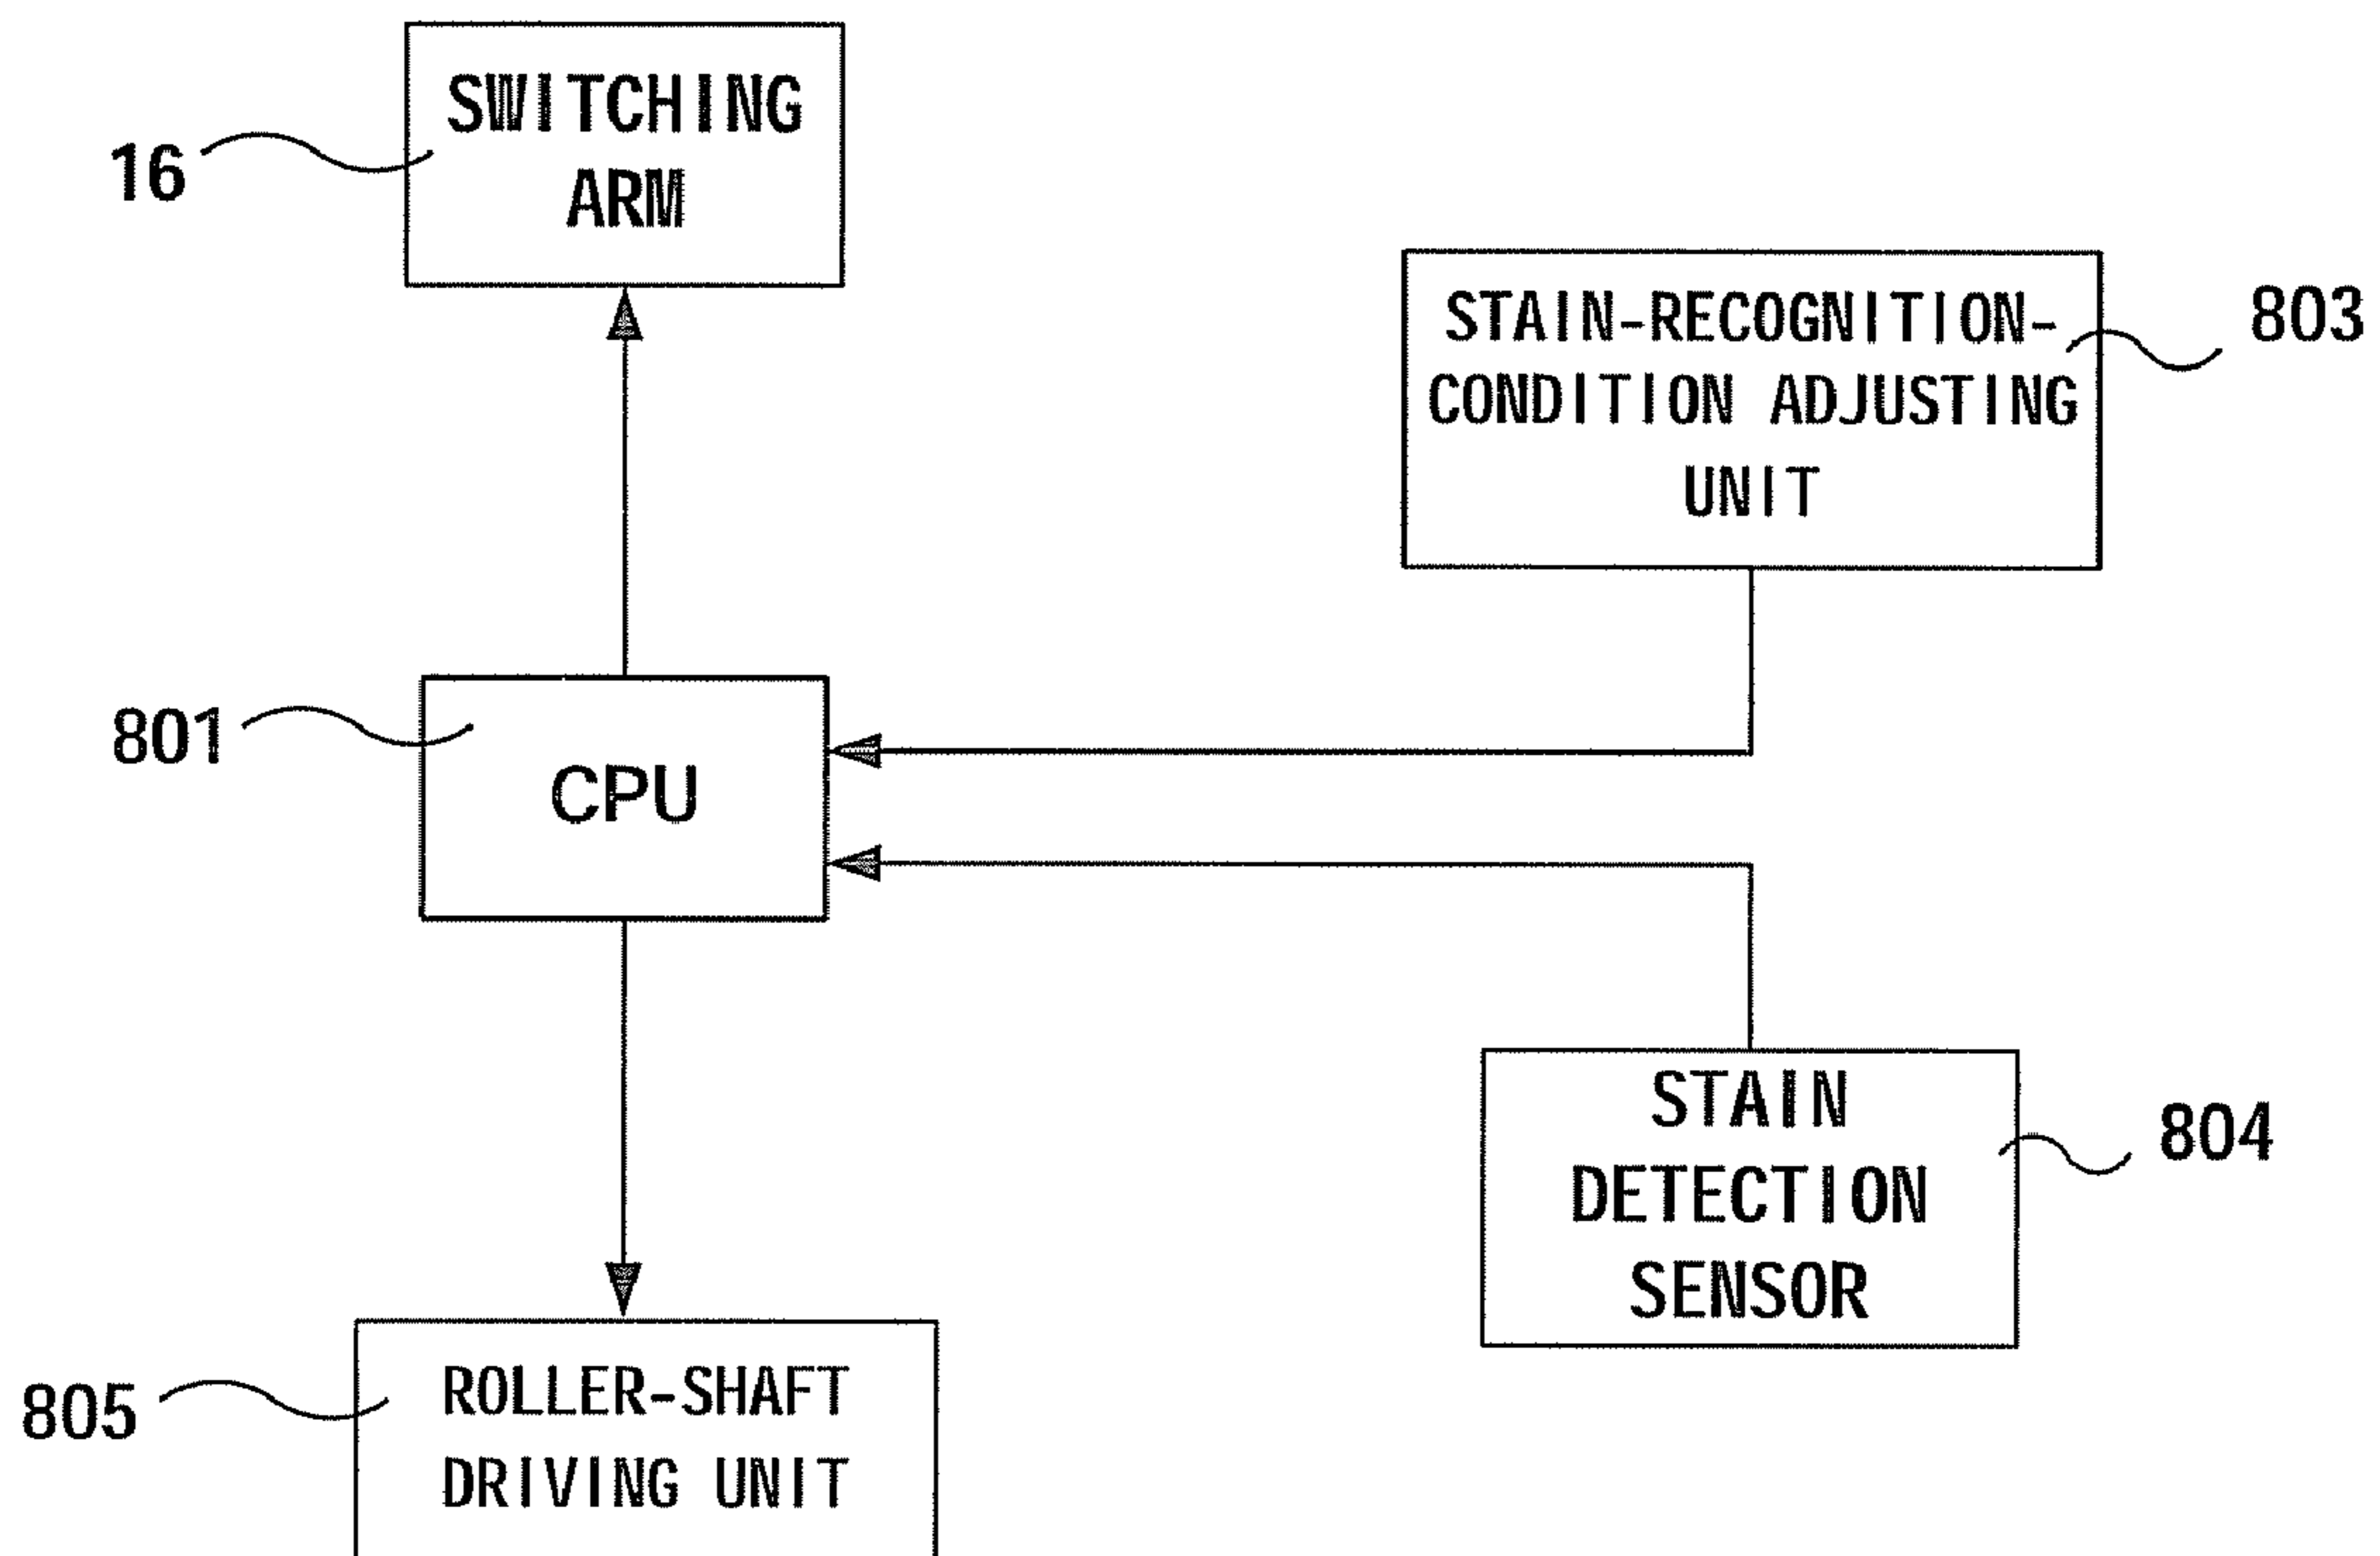 SWITCHING
ARM
16
STAIN-RECOGNITION-
CONDITION ADJUSTING
UNIT
803
801
CPU
STAIN
DETECTION
SENSOR
804
805
ROLLER-SHAFT
DRIVING UNIT